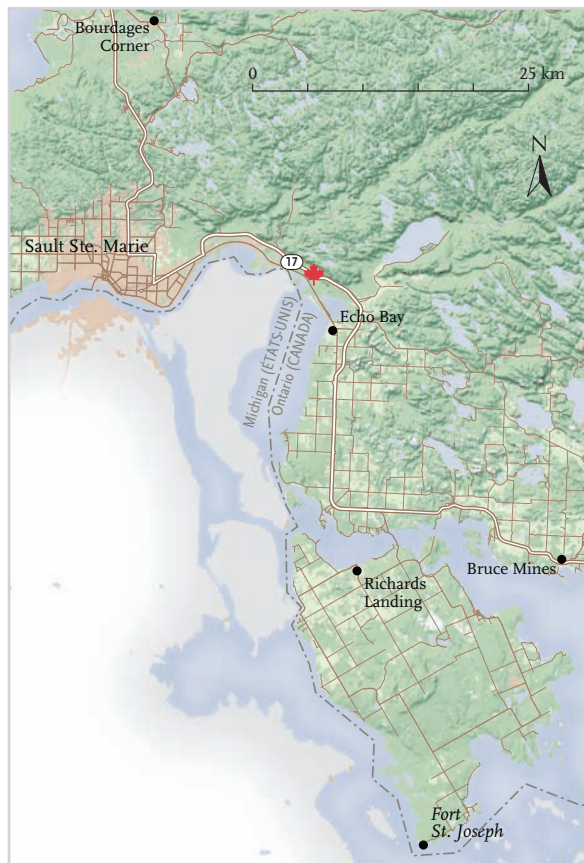 Bourdages
Corner
0
25 km
N
Sault Ste. Marie
17
Echo Bay
Michigan (ÉTATS-UNIS)
Ontario (CANADA)
Bruce Mines
Richards
Landing
Fort
St. Joseph